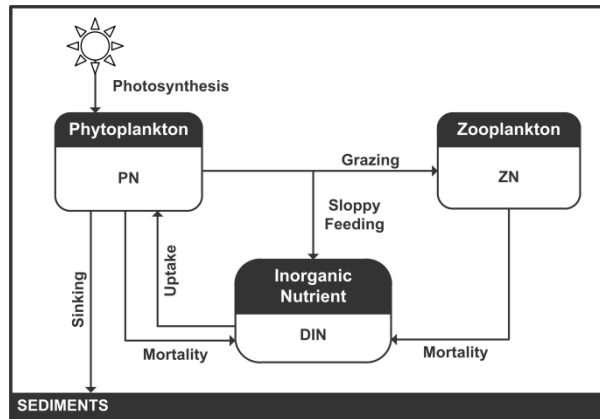 Photosynthesis
Phytoplankton
PN
Zooplankton
ZN
Grazing
Sloppy
Feeding
Inorganic
Nutrient
DIN
Uptake
Sinking
Mortality
Mortality
SEDIMENTS